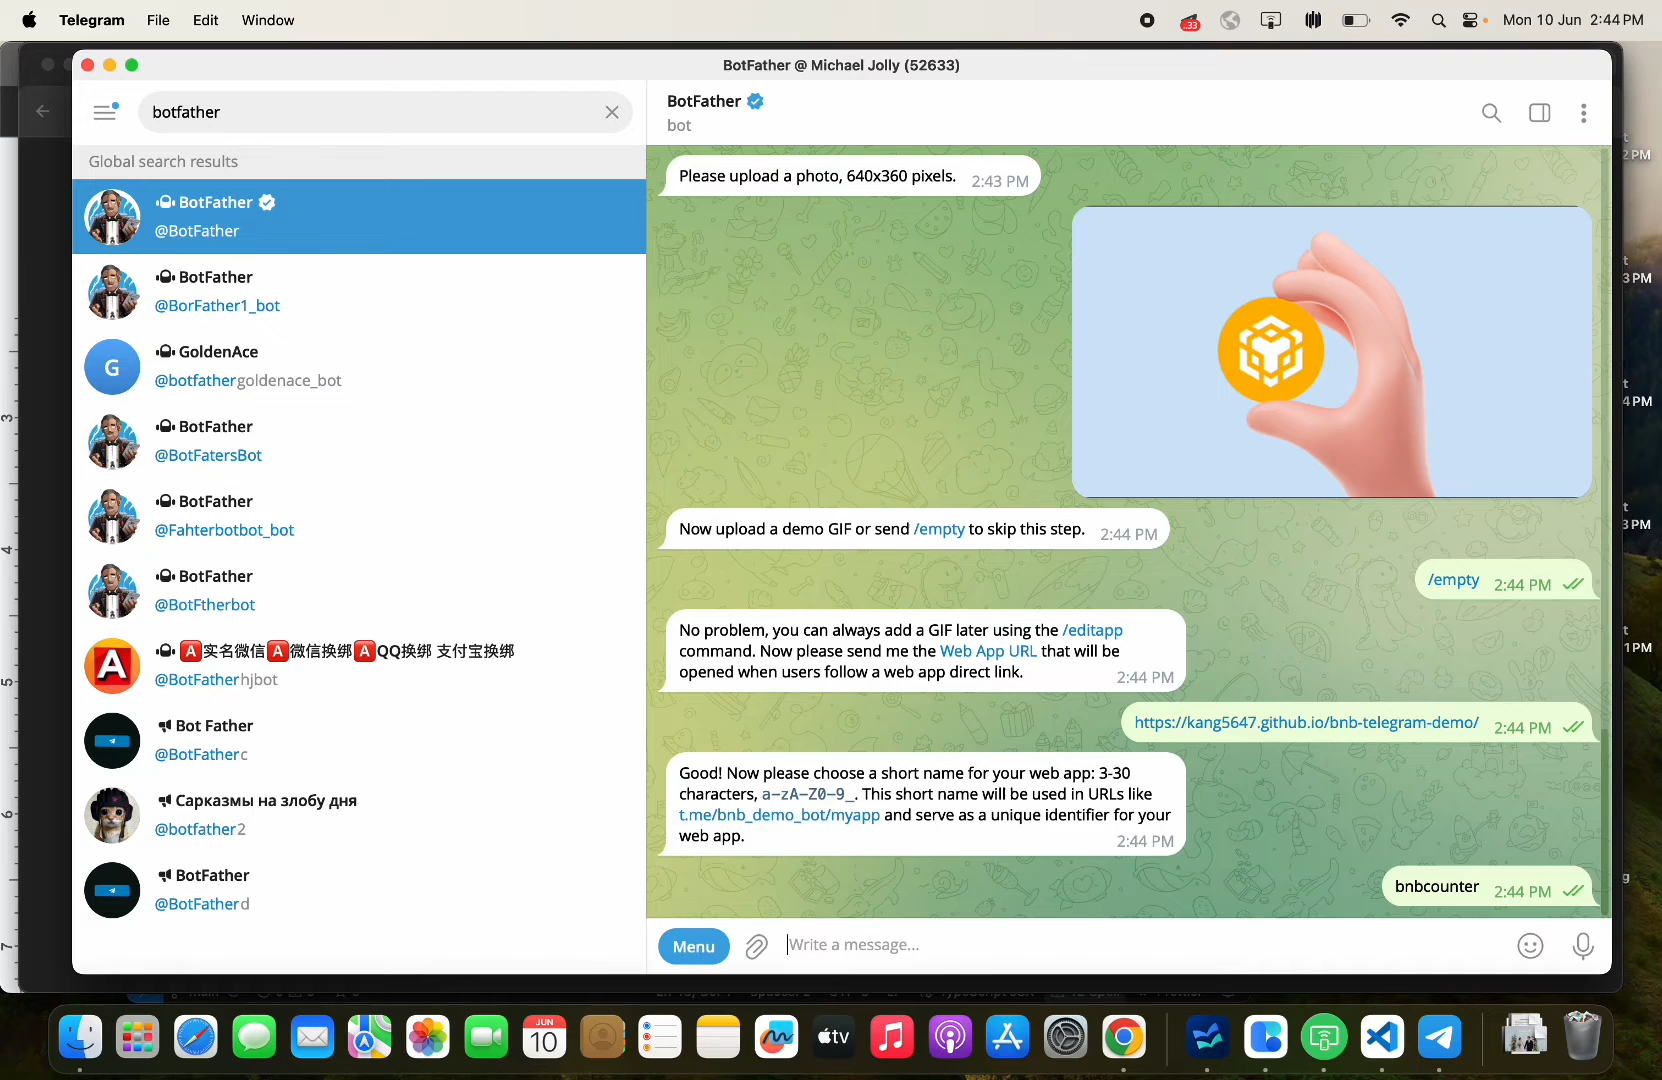 Telegram File Edit Window
33
Mon 10 Jun 2:44 PM
BotFather @ Michael Jolly (52633)
botfather
Global search results
BotFather
@BotFather
BotFather
@BorFather1_bot
G
GoldenAce
@botfathergoldenace_bot
BotFather
@BotFatersBot
BotFather
@Fahterbotbot_bot
BotFather
@BotFtherbot
A
🅰实名微信🅰微信换绑🅰QQ换绑 支付宝换绑
@BotFatherhjbot
Bot Father
@BotFatherc
Сарказмы на злобу дня
@botfather2
BotFather
@BotFatherd
BotFather
bot
Please upload a photo, 640x360 pixels. 2:43 PM
Now upload a demo GIF or send /empty to skip this step. 2:44 PM
/empty 2:44 PM
No problem, you can always add a GIF later using the /editapp
command. Now please send me the Web App URL that will be
opened when users follow a web app direct link. 2:44 PM
https://kang5647.github.io/bnb-telegram-demo/ 2:44 PM
Good! Now please choose a short name for your web app: 3-30
characters, a-zA-Z0-9_. This short name will be used in URLs like
t.me/bnb_demo_bot/myapp and serve as a unique identifier for your
web app. 2:44 PM
bnbcounter 2:44 PM
Menu
Write a message...
3
4
5
6
7
JUN
10
tv